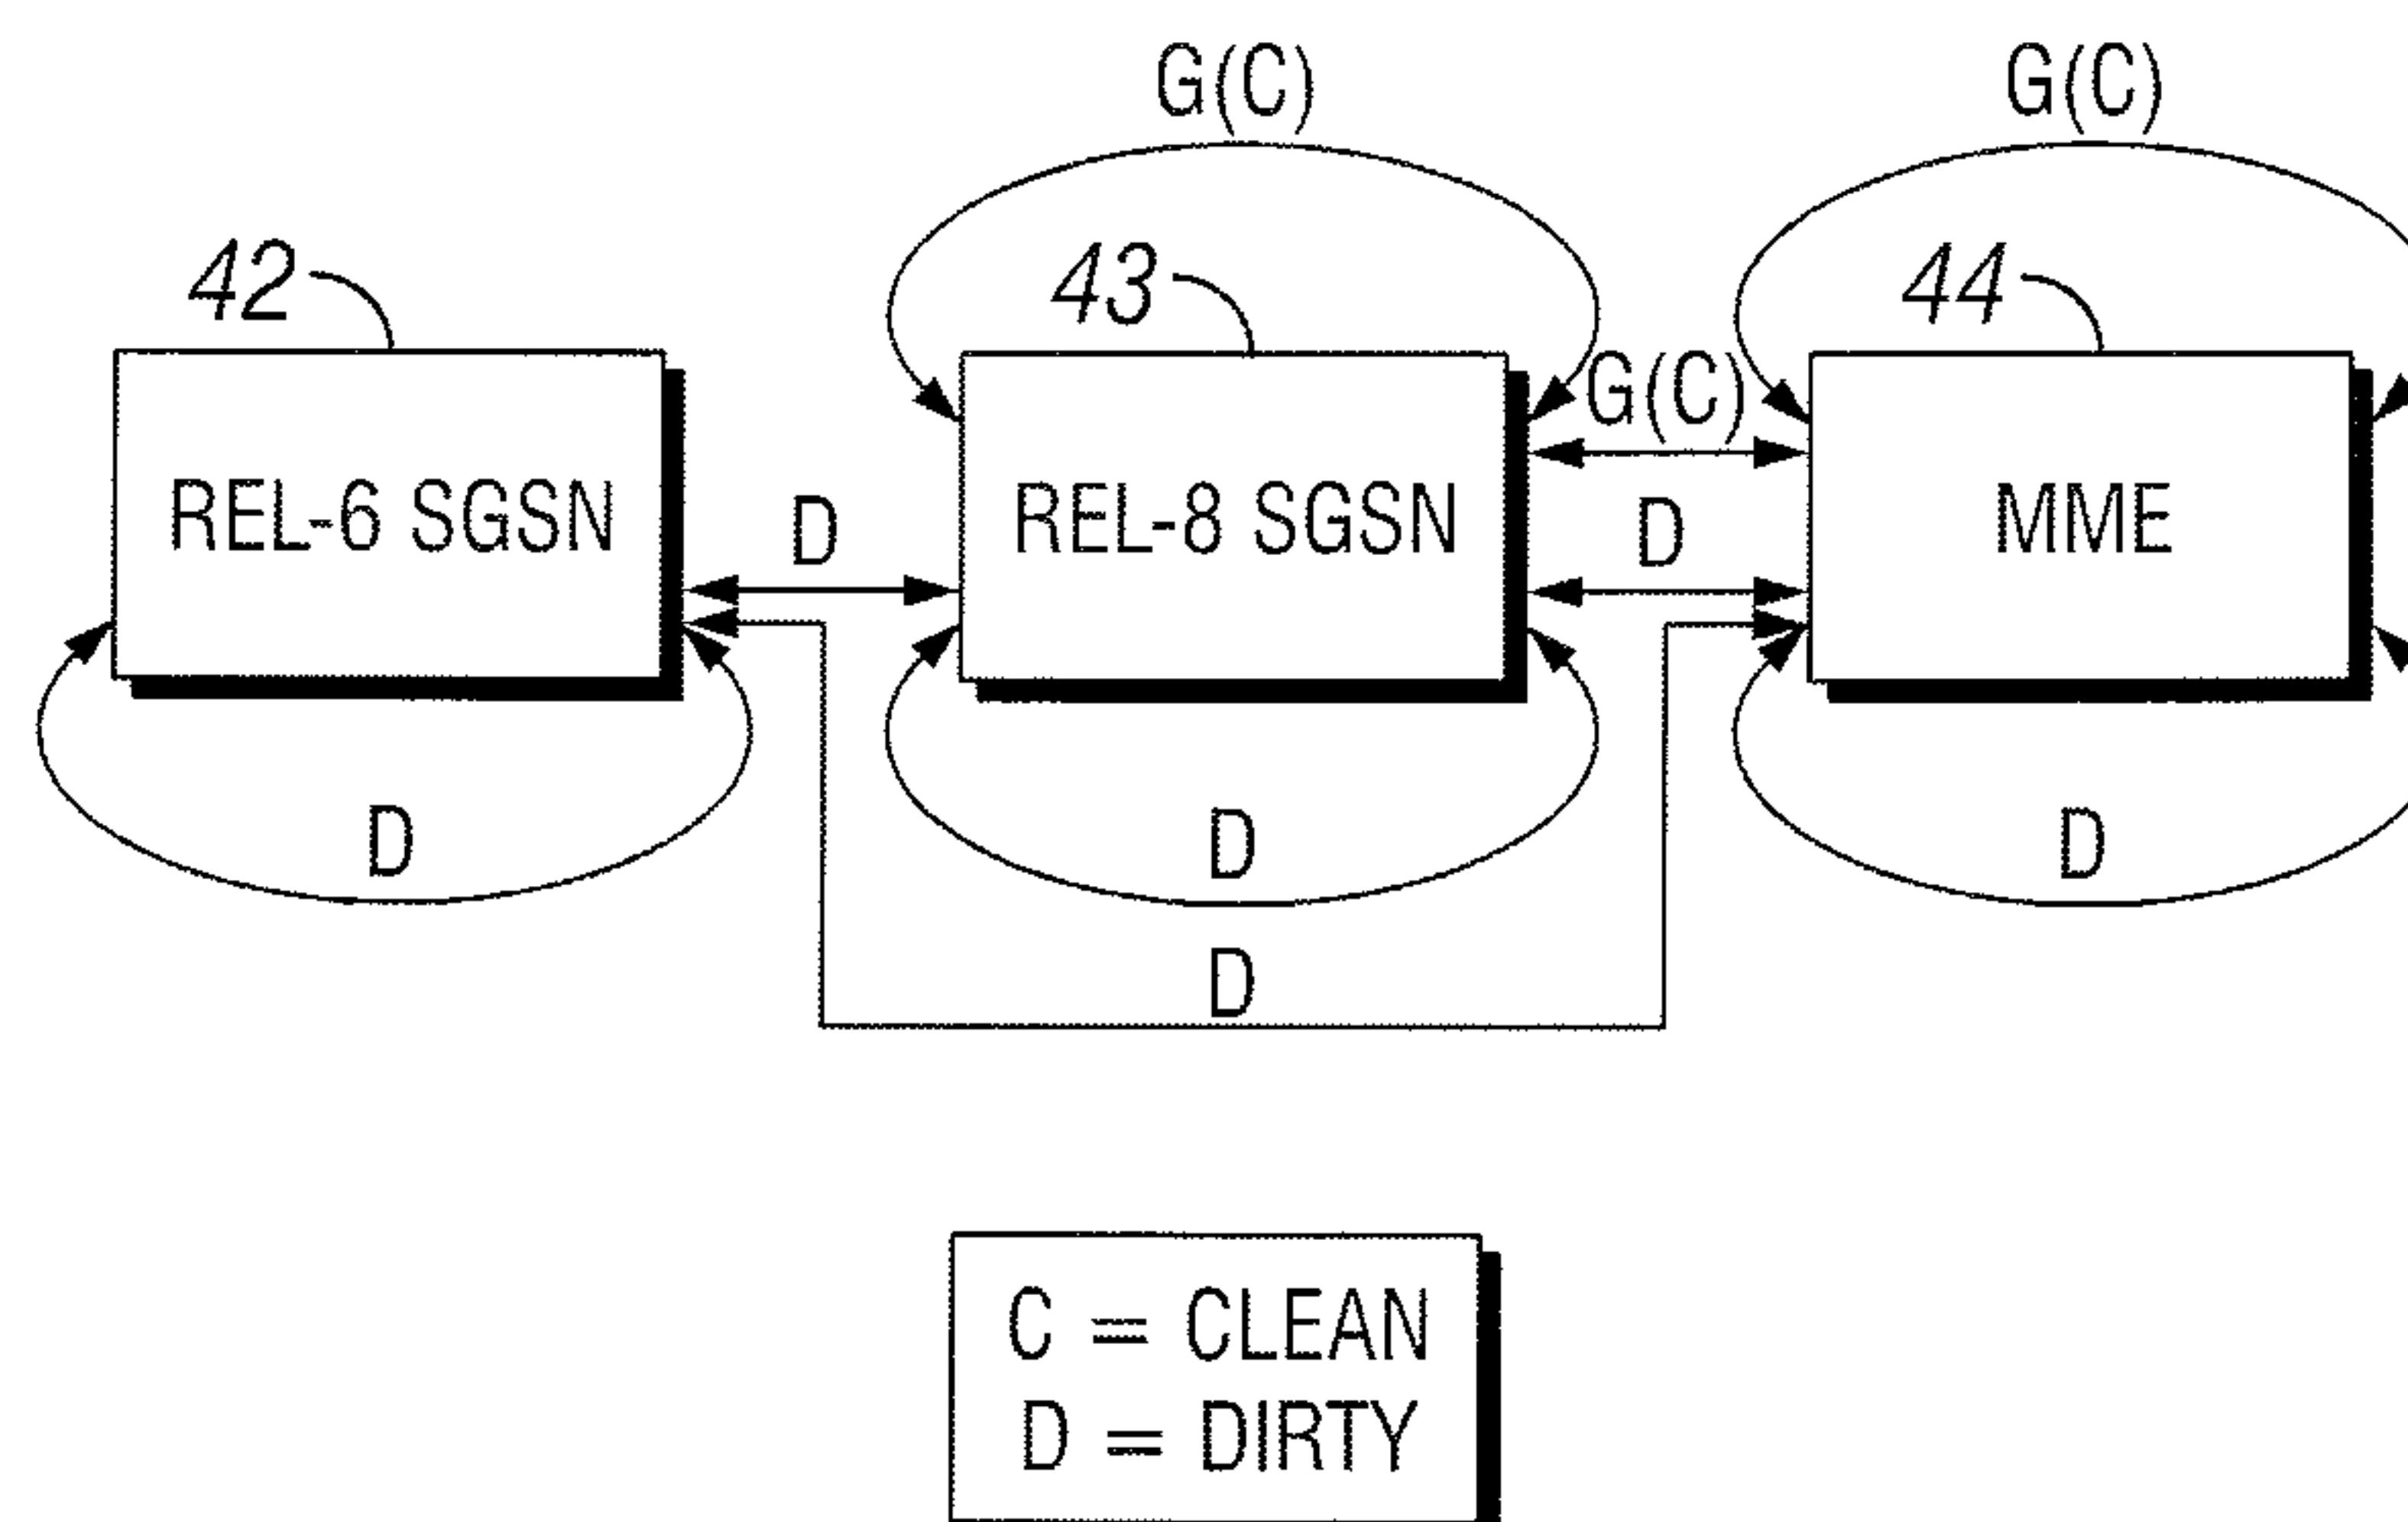 G(C)
G(C)
42
43
44
G(C)
REL-6 SGSN
D
REL-8 SGSN
D
MME
D
D
D
D
C = CLEAN
D = DIRTY